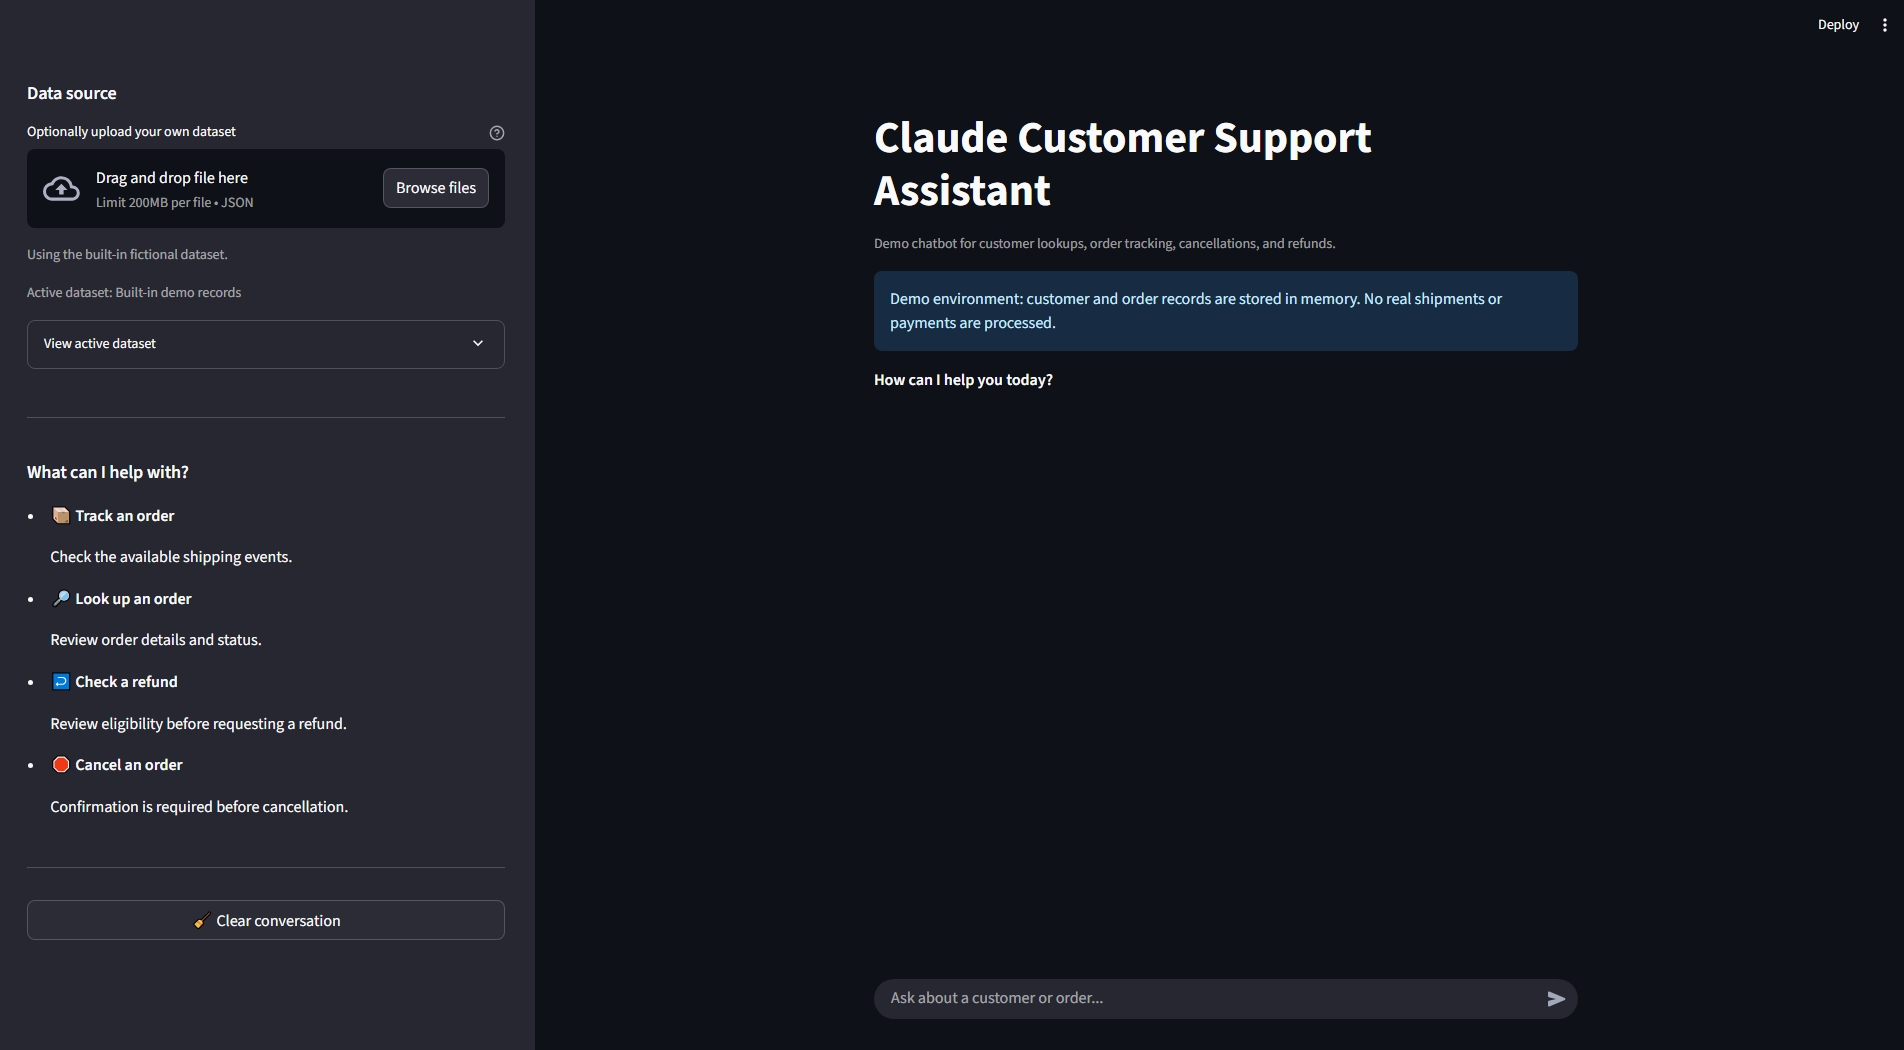 Deploy
Data source
Optionally upload your own dataset
Drag and drop file here
Limit 200MB per file • JSON
Browse files
Using the built-in fictional dataset.
Active dataset: Built-in demo records
View active dataset
What can I help with?
• 📦 Track an order
Check the available shipping events.
• 🔎 Look up an order
Review order details and status.
• ↩️ Check a refund
Review eligibility before requesting a refund.
• 🛑 Cancel an order
Confirmation is required before cancellation.
🧹 Clear conversation
Claude Customer Support
Assistant
Demo chatbot for customer lookups, order tracking, cancellations, and refunds.
Demo environment: customer and order records are stored in memory. No real shipments or
payments are processed.
How can I help you today?
Ask about a customer or order...